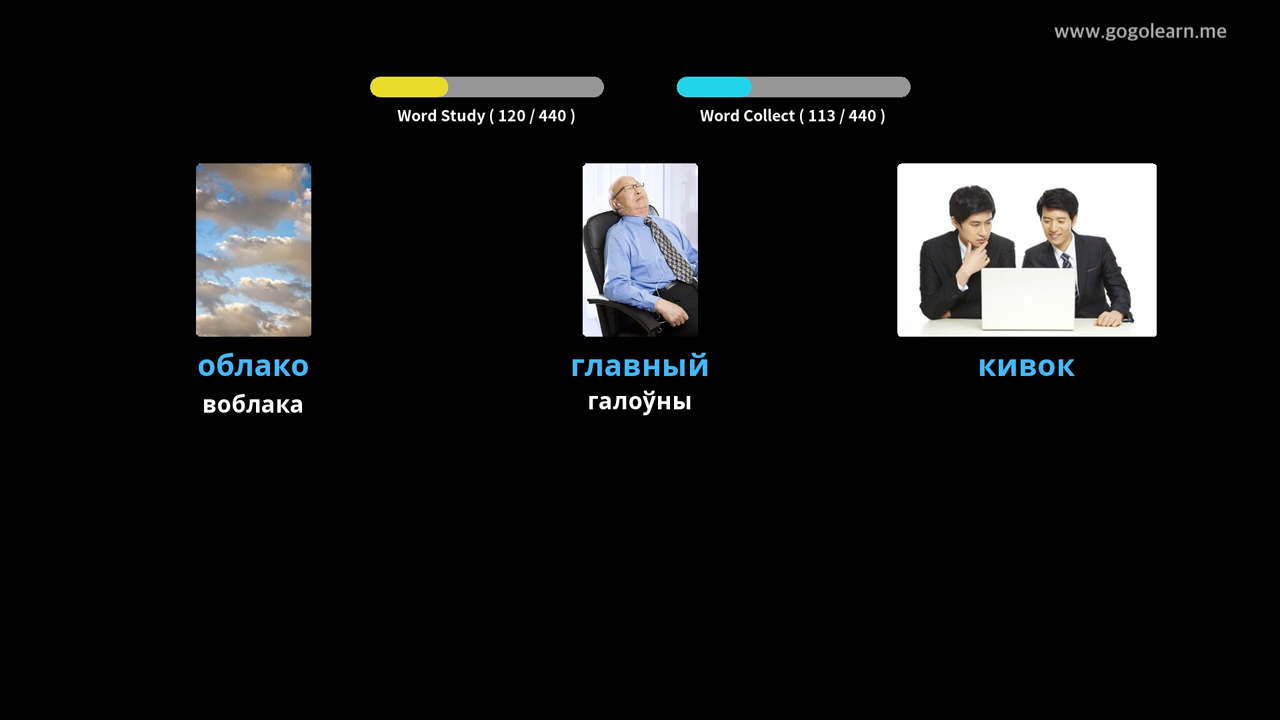 www.gogolearn.me
Word Study ( 120 / 440 )
Word Collect ( 113 / 440 )
облако
главный
кивок
воблака
галоўны